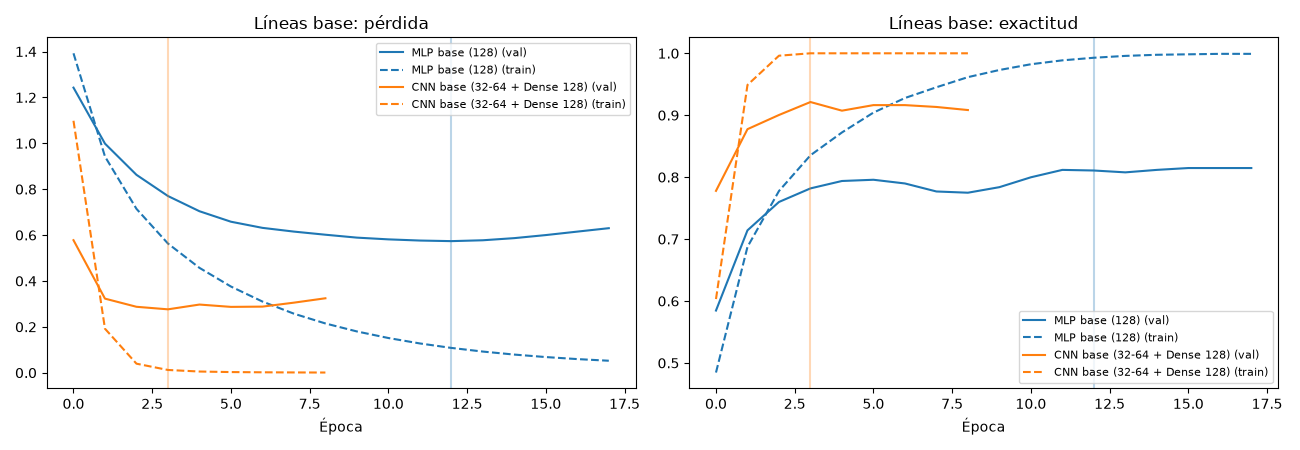 Líneas base: pérdida
1.4
1.2
1.0
0.8
0.6
0.4
0.2
0.0
MLP base (128) (val)
MLP base (128) (train)
CNN base (32-64 + Dense 128) (val)
CNN base (32-64 + Dense 128) (train)
0.0 2.5 5.0 7.5 10.0 12.5 15.0 17.5
Época
Líneas base: exactitud
1.0
0.9
0.8
0.7
0.6
0.5
MLP base (128) (val)
MLP base (128) (train)
CNN base (32-64 + Dense 128) (val)
CNN base (32-64 + Dense 128) (train)
0.0 2.5 5.0 7.5 10.0 12.5 15.0 17.5
Época